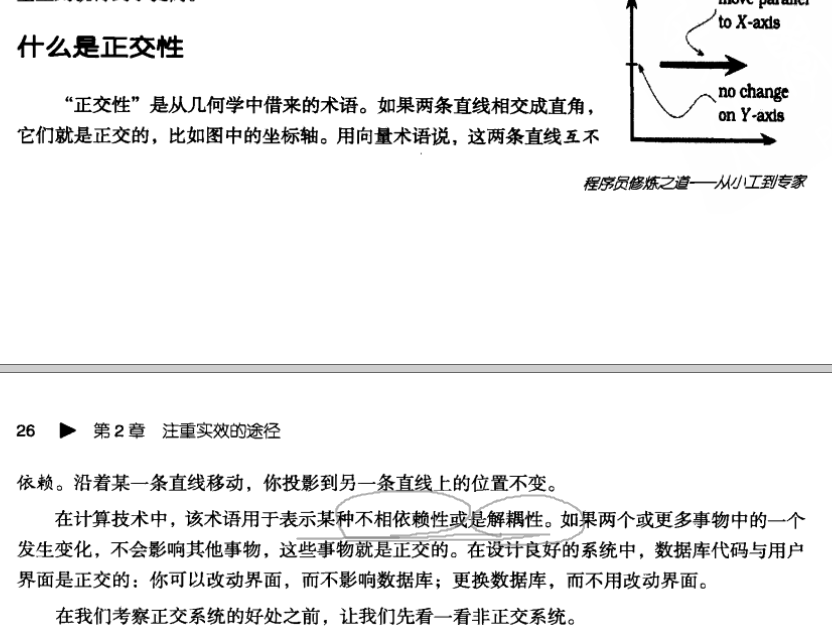 什么是正交性
move parallel
to X-axis
no change
on Y-axis
“正交性”是从几何学中借来的术语。如果两条直线相交成直角，
它们就是正交的，比如图中的坐标轴。用向量术语说，这两条直线互不
程序员修炼之道——从小工到专家
26 ▶ 第 2 章 注重实效的途径
依赖。沿着某一条直线移动，你投影到另一条直线上的位置不变。
在计算技术中，该术语用于表示某种不相依赖性或是解耦性。如果两个或更多事物中的一个
发生变化，不会影响其他事物，这些事物就是正交的。在设计良好的系统中，数据库代码与用户
界面是正交的：你可以改动界面，而不影响数据库；更换数据库，而不用改动界面。
在我们考察正交系统的好处之前，让我们先看一看非正交系统。